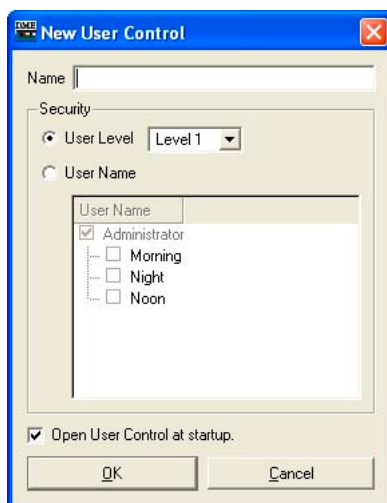 DME
New User Control
Name
Security
User Level Level 1
User Name
User Name
Administrator
Morning
Night
Noon
Open User Control at startup.
OK Cancel